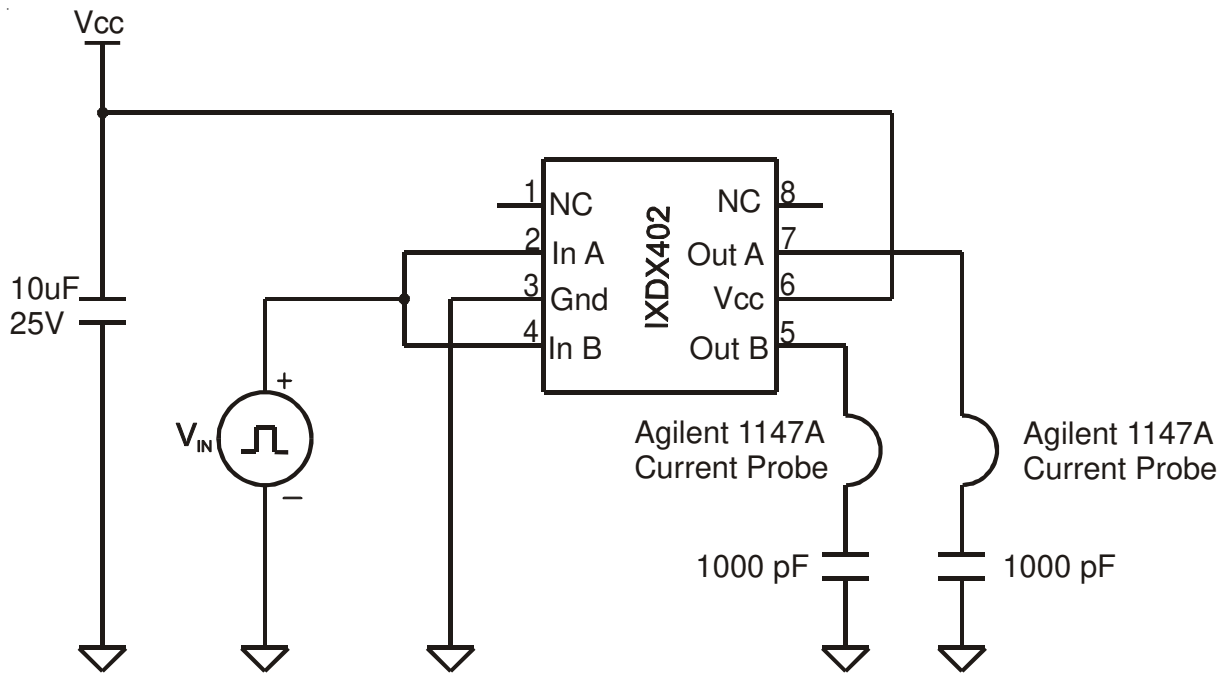 Vcc
10uF
25V
VIN
+
−
1
NC
2
In A
3
Gnd
4
In B
IXDX402
NC
8
Out A
7
Vcc
6
Out B
5
Agilent 1147A
Current Probe
Agilent 1147A
Current Probe
1000 pF
1000 pF